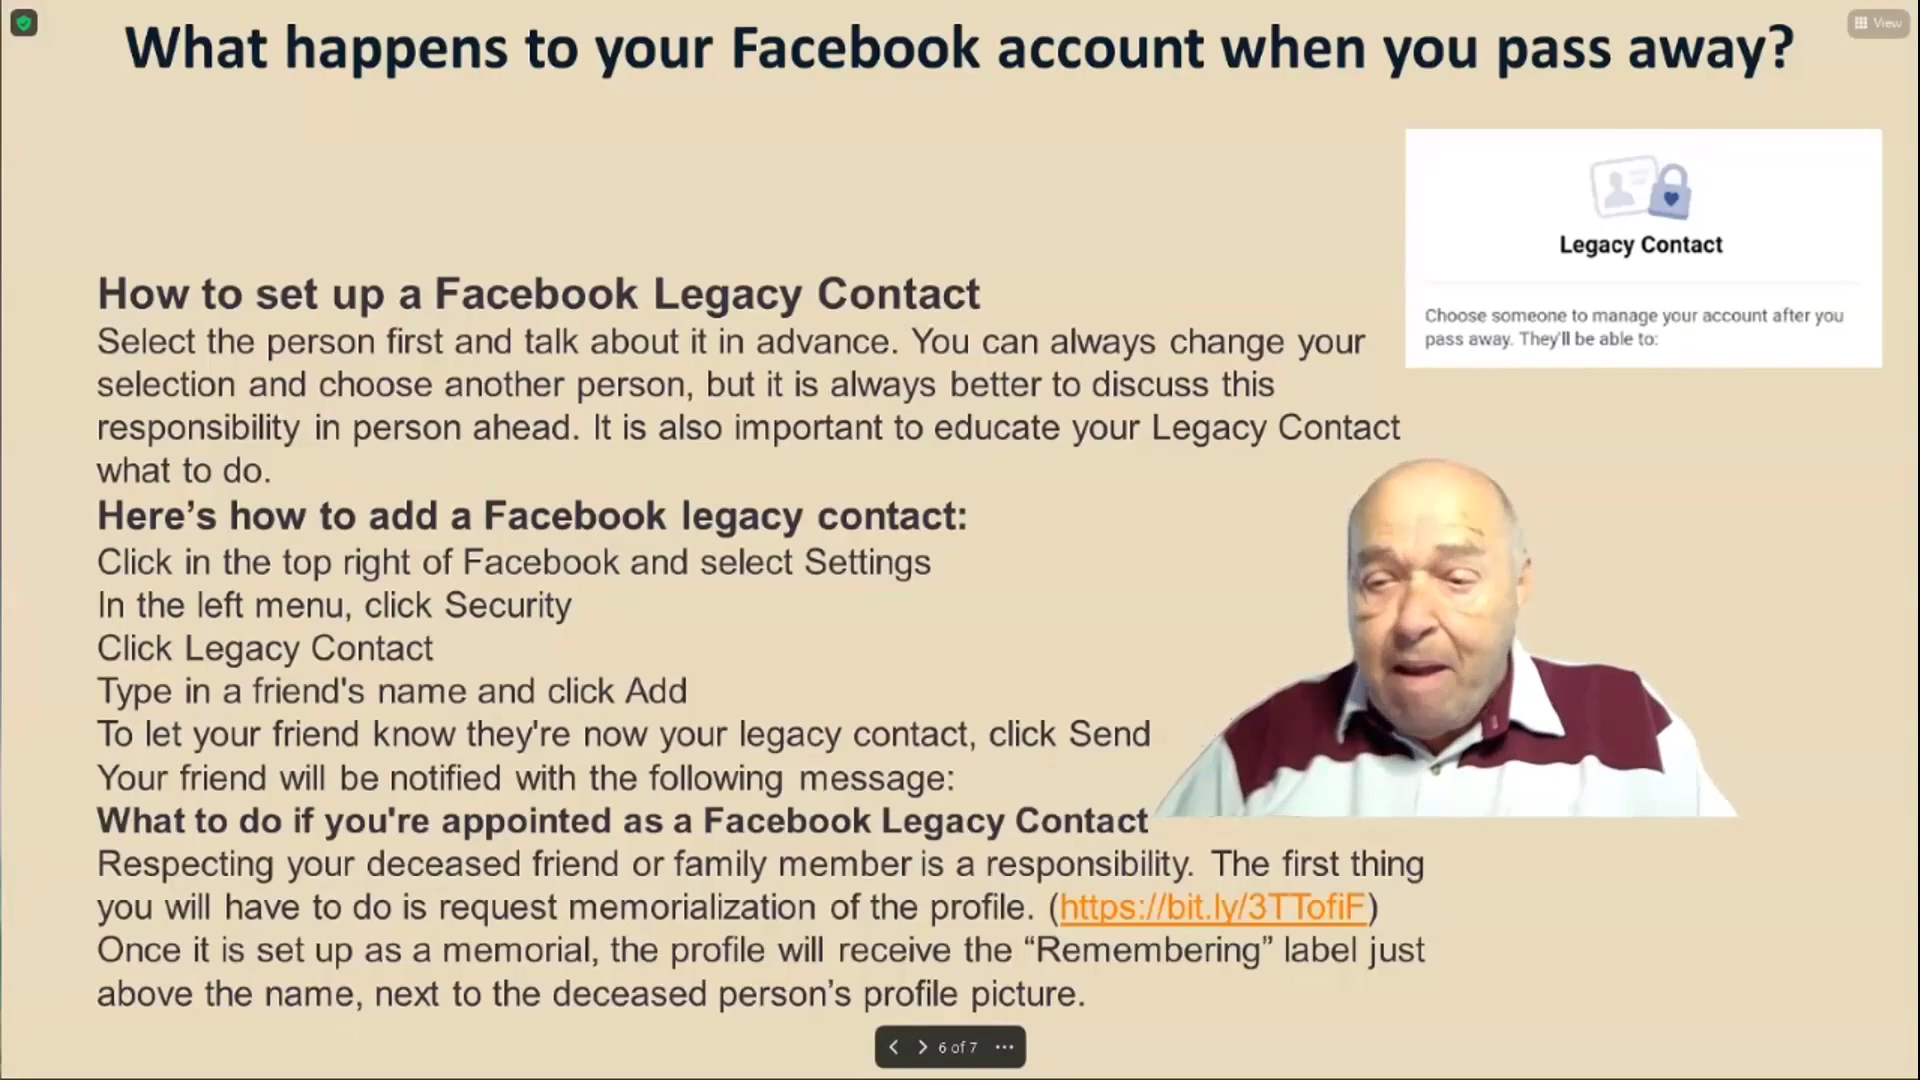 View
What happens to your Facebook account when you pass away?
Legacy Contact
Choose someone to manage your account after you
pass away. They'll be able to:
How to set up a Facebook Legacy Contact
Select the person first and talk about it in advance. You can always change your
selection and choose another person, but it is always better to discuss this
responsibility in person ahead. It is also important to educate your Legacy Contact
what to do.
Here’s how to add a Facebook legacy contact:
Click in the top right of Facebook and select Settings
In the left menu, click Security
Click Legacy Contact
Type in a friend's name and click Add
To let your friend know they're now your legacy contact, click Send
Your friend will be notified with the following message:
What to do if you're appointed as a Facebook Legacy Contact
Respecting your deceased friend or family member is a responsibility. The first thing
you will have to do is request memorialization of the profile. (https://bit.ly/3TTofiF)
Once it is set up as a memorial, the profile will receive the “Remembering” label just
above the name, next to the deceased person’s profile picture.
6 of 7